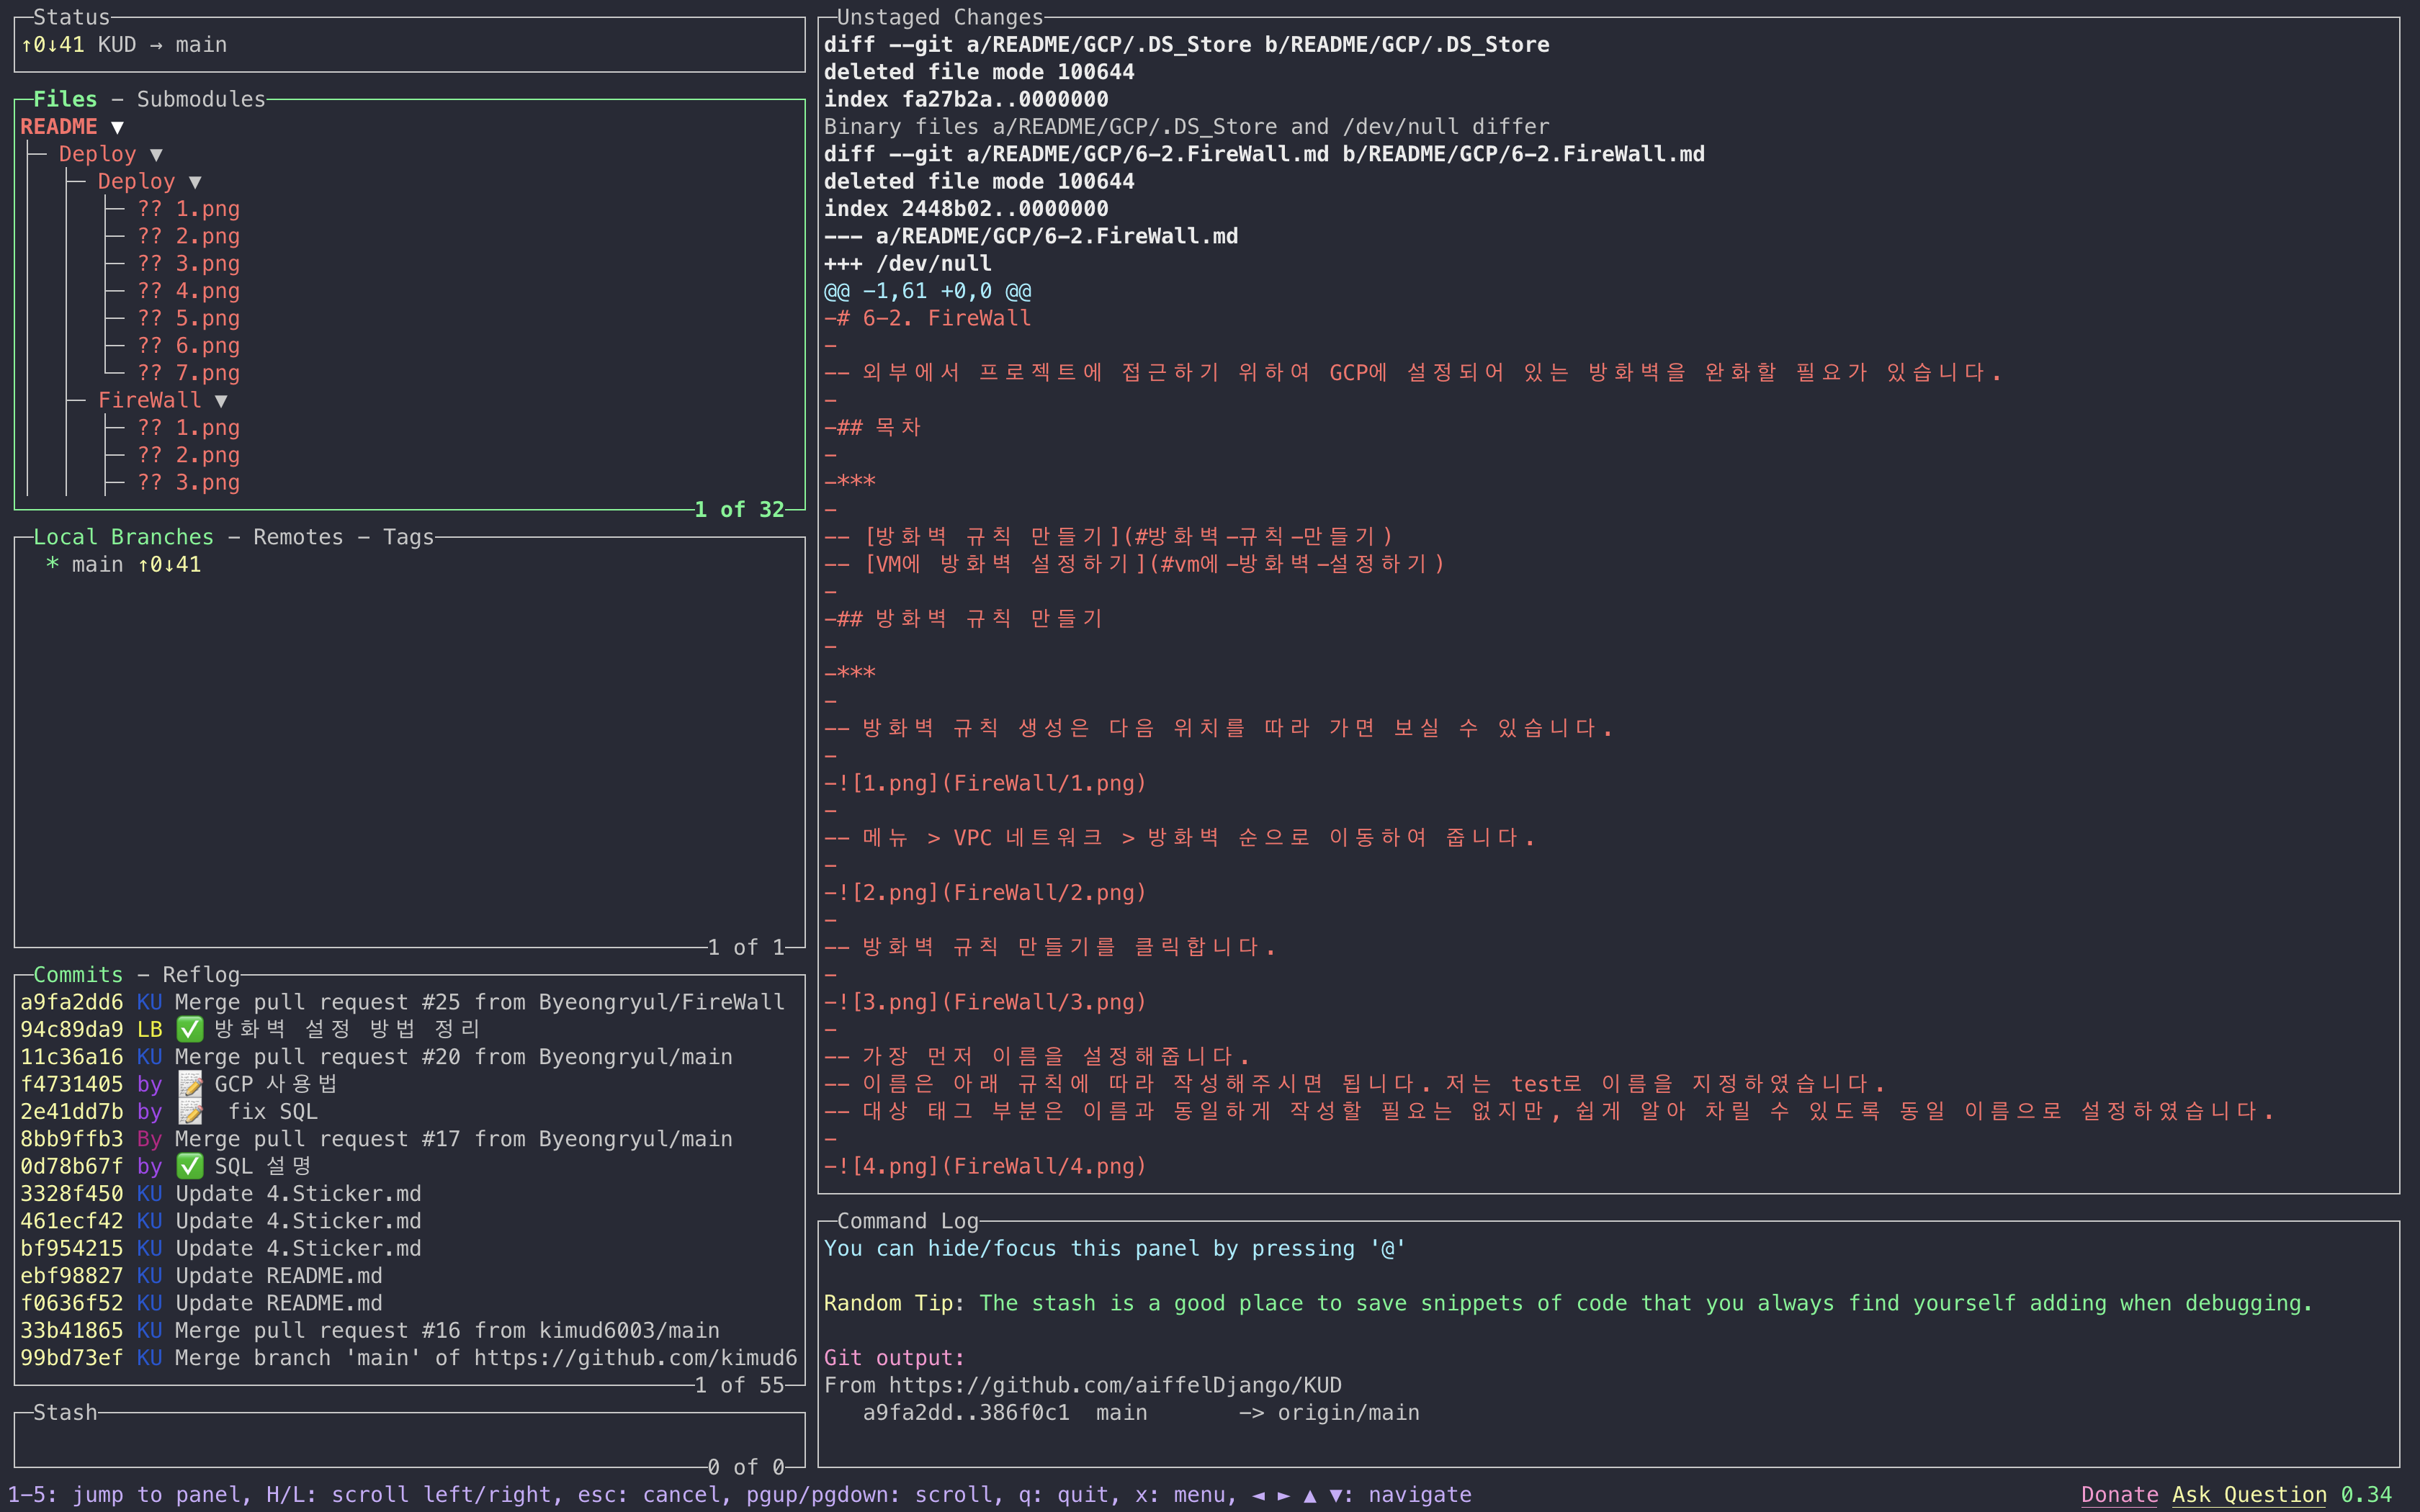 Status
↑0↓41 KUD → main
Files - Submodules
README ▼
Deploy ▼
Deploy ▼
?? 1.png
?? 2.png
?? 3.png
?? 4.png
?? 5.png
?? 6.png
?? 7.png
FireWall ▼
?? 1.png
?? 2.png
?? 3.png
1 of 32
Local Branches - Remotes - Tags
* main ↑0↓41
1 of 1
Commits - Reflog
a9fa2dd6 KU Merge pull request #25 from Byeongryul/FireWall
94c89da9 LB ✅ 방화벽 설정 방법 정리
11c36a16 KU Merge pull request #20 from Byeongryul/main
f4731405 by 📝 GCP 사용법
2e41dd7b by 📝 fix SQL
8bb9ffb3 By Merge pull request #17 from Byeongryul/main
0d78b67f by ✅ SQL 설명
3328f450 KU Update 4.Sticker.md
461ecf42 KU Update 4.Sticker.md
bf954215 KU Update 4.Sticker.md
ebf98827 KU Update README.md
f0636f52 KU Update README.md
33b41865 KU Merge pull request #16 from kimud6003/main
99bd73ef KU Merge branch 'main' of https://github.com/kimud6
1 of 55
Stash
0 of 0
Unstaged Changes
diff --git a/README/GCP/.DS_Store b/README/GCP/.DS_Store
deleted file mode 100644
index fa27b2a..0000000
Binary files a/README/GCP/.DS_Store and /dev/null differ
diff --git a/README/GCP/6-2.FireWall.md b/README/GCP/6-2.FireWall.md
deleted file mode 100644
index 2448b02..0000000
--- a/README/GCP/6-2.FireWall.md
+++ /dev/null
@@ -1,61 +0,0 @@
-# 6-2. FireWall
-
-- 외부에서 프로젝트에 접근하기 위하여 GCP에 설정되어 있는 방화벽을 완화할 필요가 있습니다.
-
-## 목차
-
-***
-
-- [방화벽 규칙 만들기](#방화벽-규칙-만들기)
-- [VM에 방화벽 설정하기](#vm에-방화벽-설정하기)
-
-## 방화벽 규칙 만들기
-
-***
-
-- 방화벽 규칙 생성은 다음 위치를 따라 가면 보실 수 있습니다.
-
-![1.png](FireWall/1.png)
-
-- 메뉴 > VPC 네트워크 > 방화벽 순으로 이동하여 줍니다.
-
-![2.png](FireWall/2.png)
-
-- 방화벽 규칙 만들기를 클릭합니다.
-
-![3.png](FireWall/3.png)
-
-- 가장 먼저 이름을 설정해줍니다.
-- 이름은 아래 규칙에 따라 작성해주시면 됩니다. 저는 test로 이름을 지정하였습니다.
-- 대상 태그 부분은 이름과 동일하게 작성할 필요는 없지만, 쉽게 알아 차릴 수 있도록 동일 이름으로 설정하였습니다.
-
-![4.png](FireWall/4.png)
Command Log
You can hide/focus this panel by pressing '@'
Random Tip: The stash is a good place to save snippets of code that you always find yourself adding when debugging.
Git output:
From https://github.com/aiffelDjango/KUD
a9fa2dd..386f0c1  main       -> origin/main
1-5: jump to panel, H/L: scroll left/right, esc: cancel, pgup/pgdown: scroll, q: quit, x: menu, ◄ ► ▲ ▼: navigate
Donate Ask Question 0.34